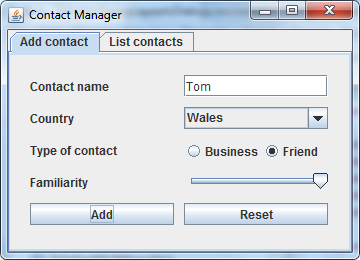 Contact Manager
Add contact List contacts
Contact name Tom
Country Wales
Type of contact Business Friend
Familiarity
Add Reset